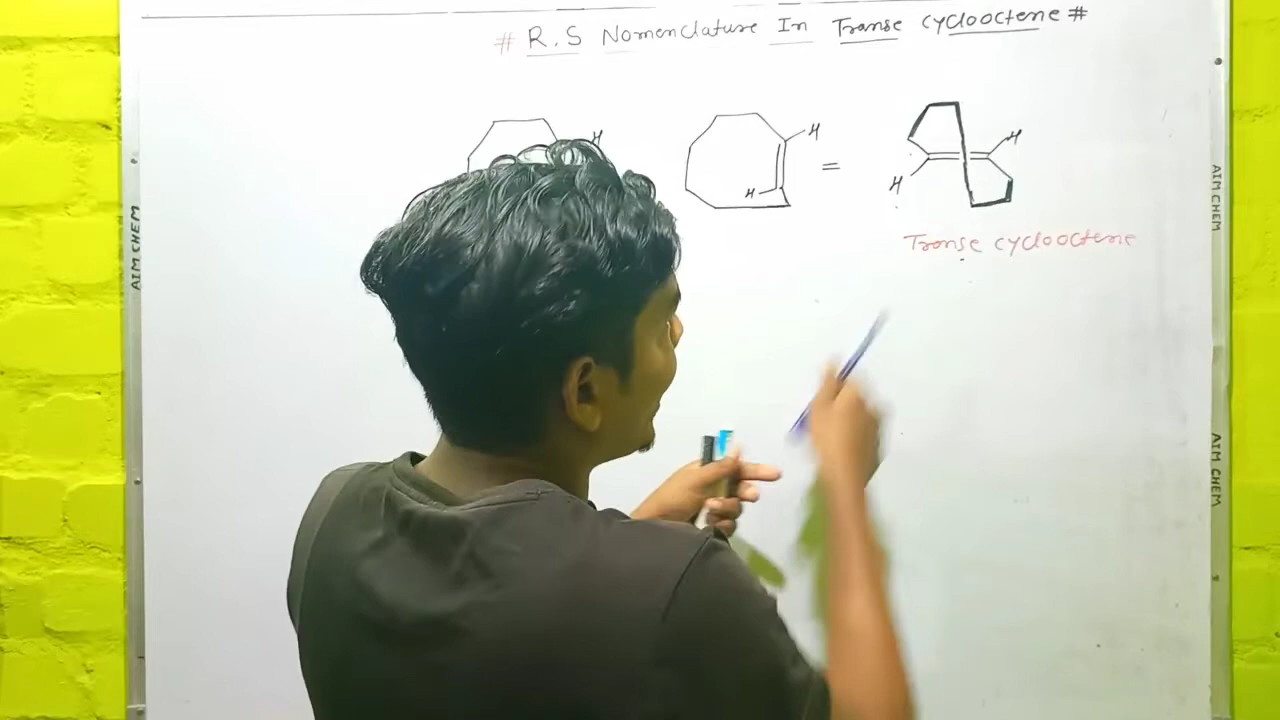 # R.S Nomenclature In Transe cyclooctene #
H H H
H = H
Transe cyclooctene
AIM CHEM
AIM CHEM
AIM CHEM